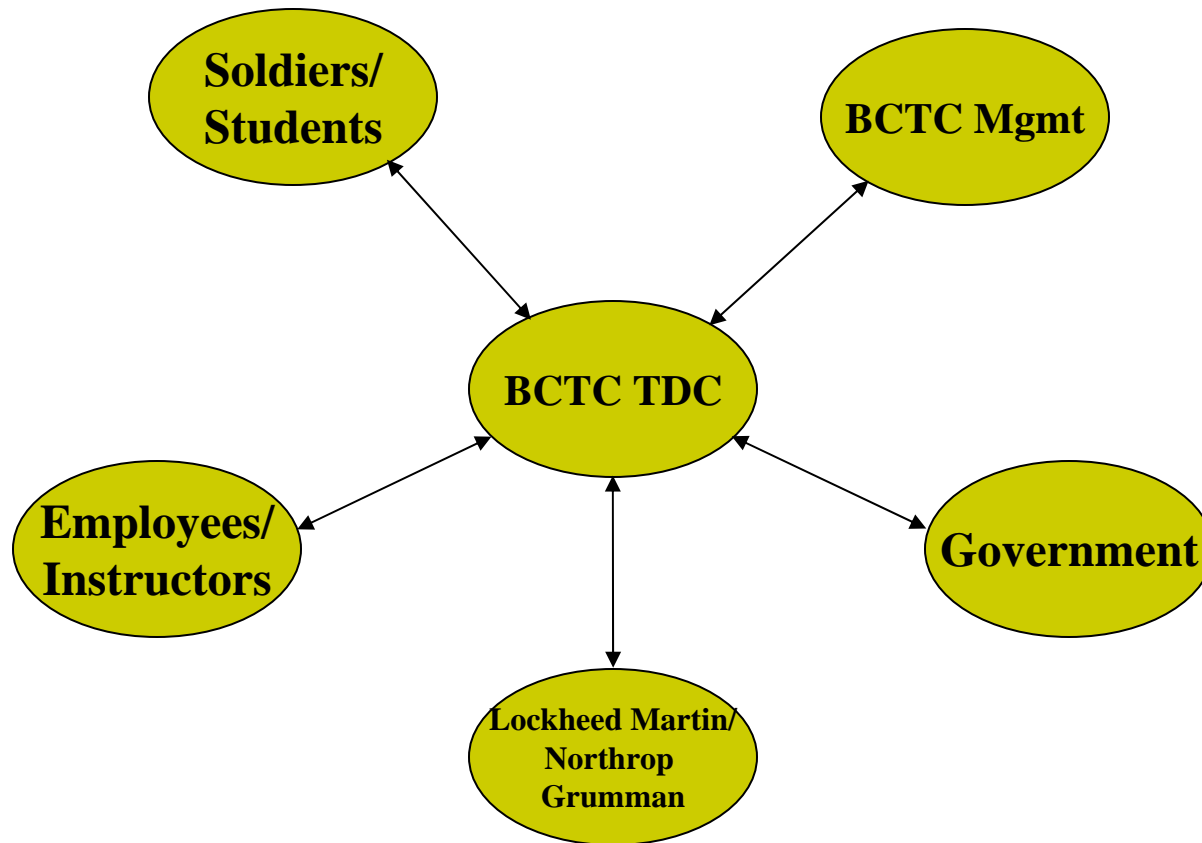 Soldiers/
Students
BCTC Mgmt
BCTC TDC
Employees/
Instructors
Government
Lockheed Martin/
Northrop
Grumman